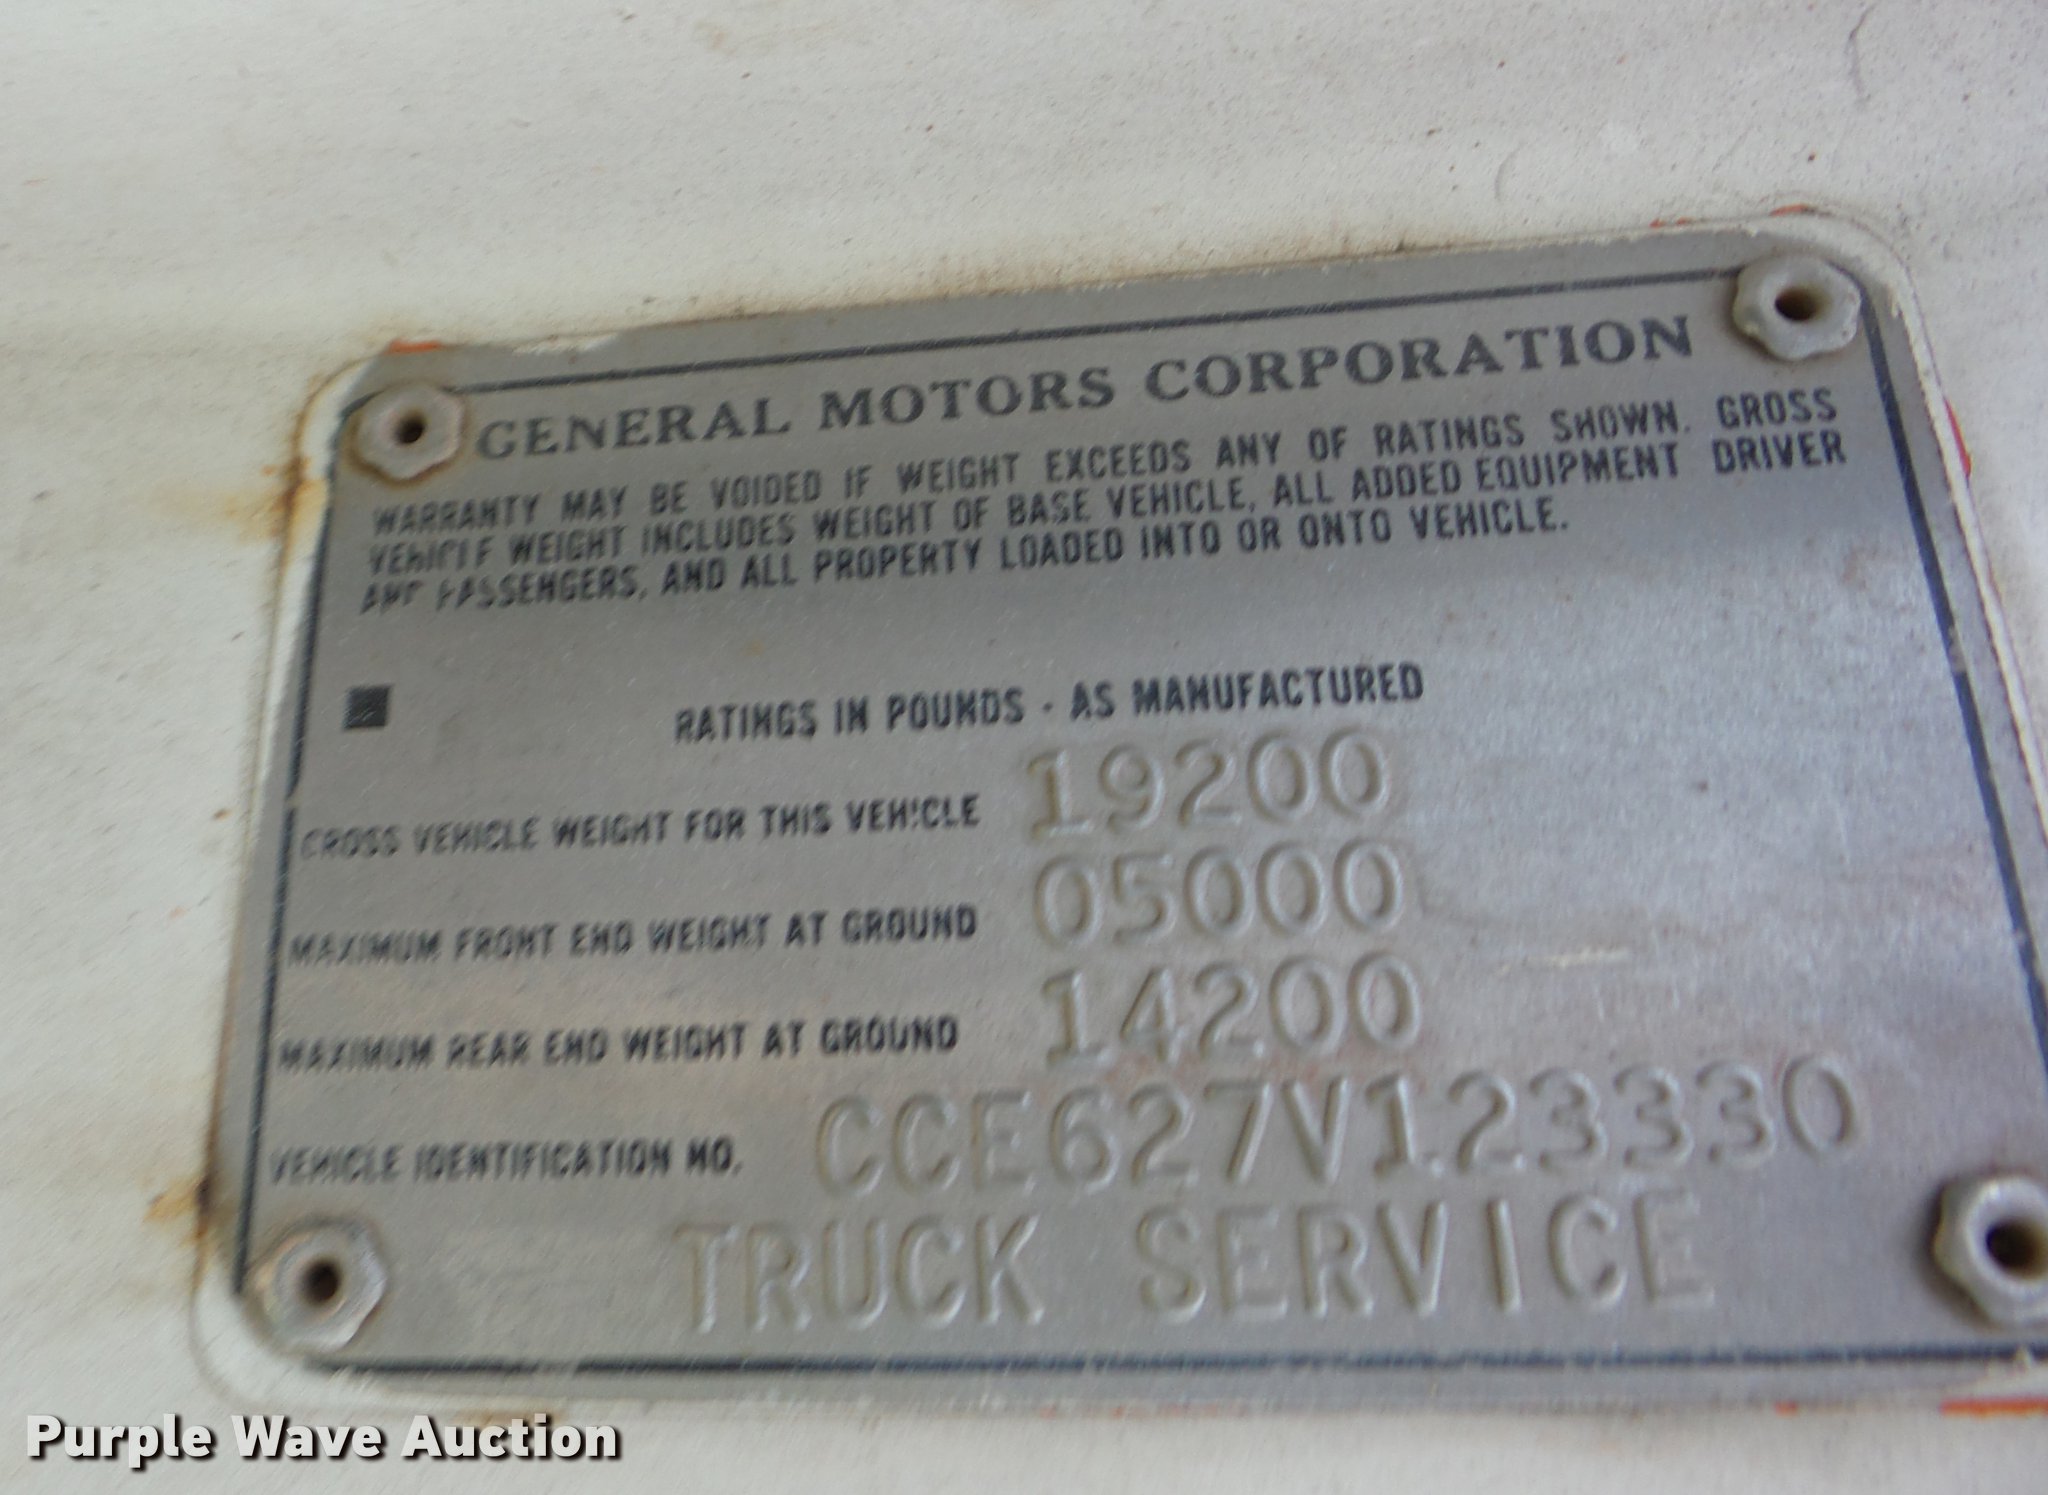 GENERAL MOTORS CORPORATION
WARRANTY MAY BE VOIDED IF WEIGHT EXCEEDS ANY OF RATINGS SHOWN. GROSS
VEHICLE WEIGHT INCLUDES WEIGHT OF BASE VEHICLE, ALL ADDED EQUIPMENT DRIVER
AND PASSENGERS, AND ALL PROPERTY LOADED INTO OR ONTO VEHICLE.
RATINGS IN POUNDS - AS MANUFACTURED
GROSS VEHICLE WEIGHT FOR THIS VEHICLE 19200
MAXIMUM FRONT END WEIGHT AT GROUND 05000
MAXIMUM REAR END WEIGHT AT GROUND 14200
VEHICLE IDENTIFICATION NO. CCE627V123330
TRUCK SERVICE
Purple Wave Auction